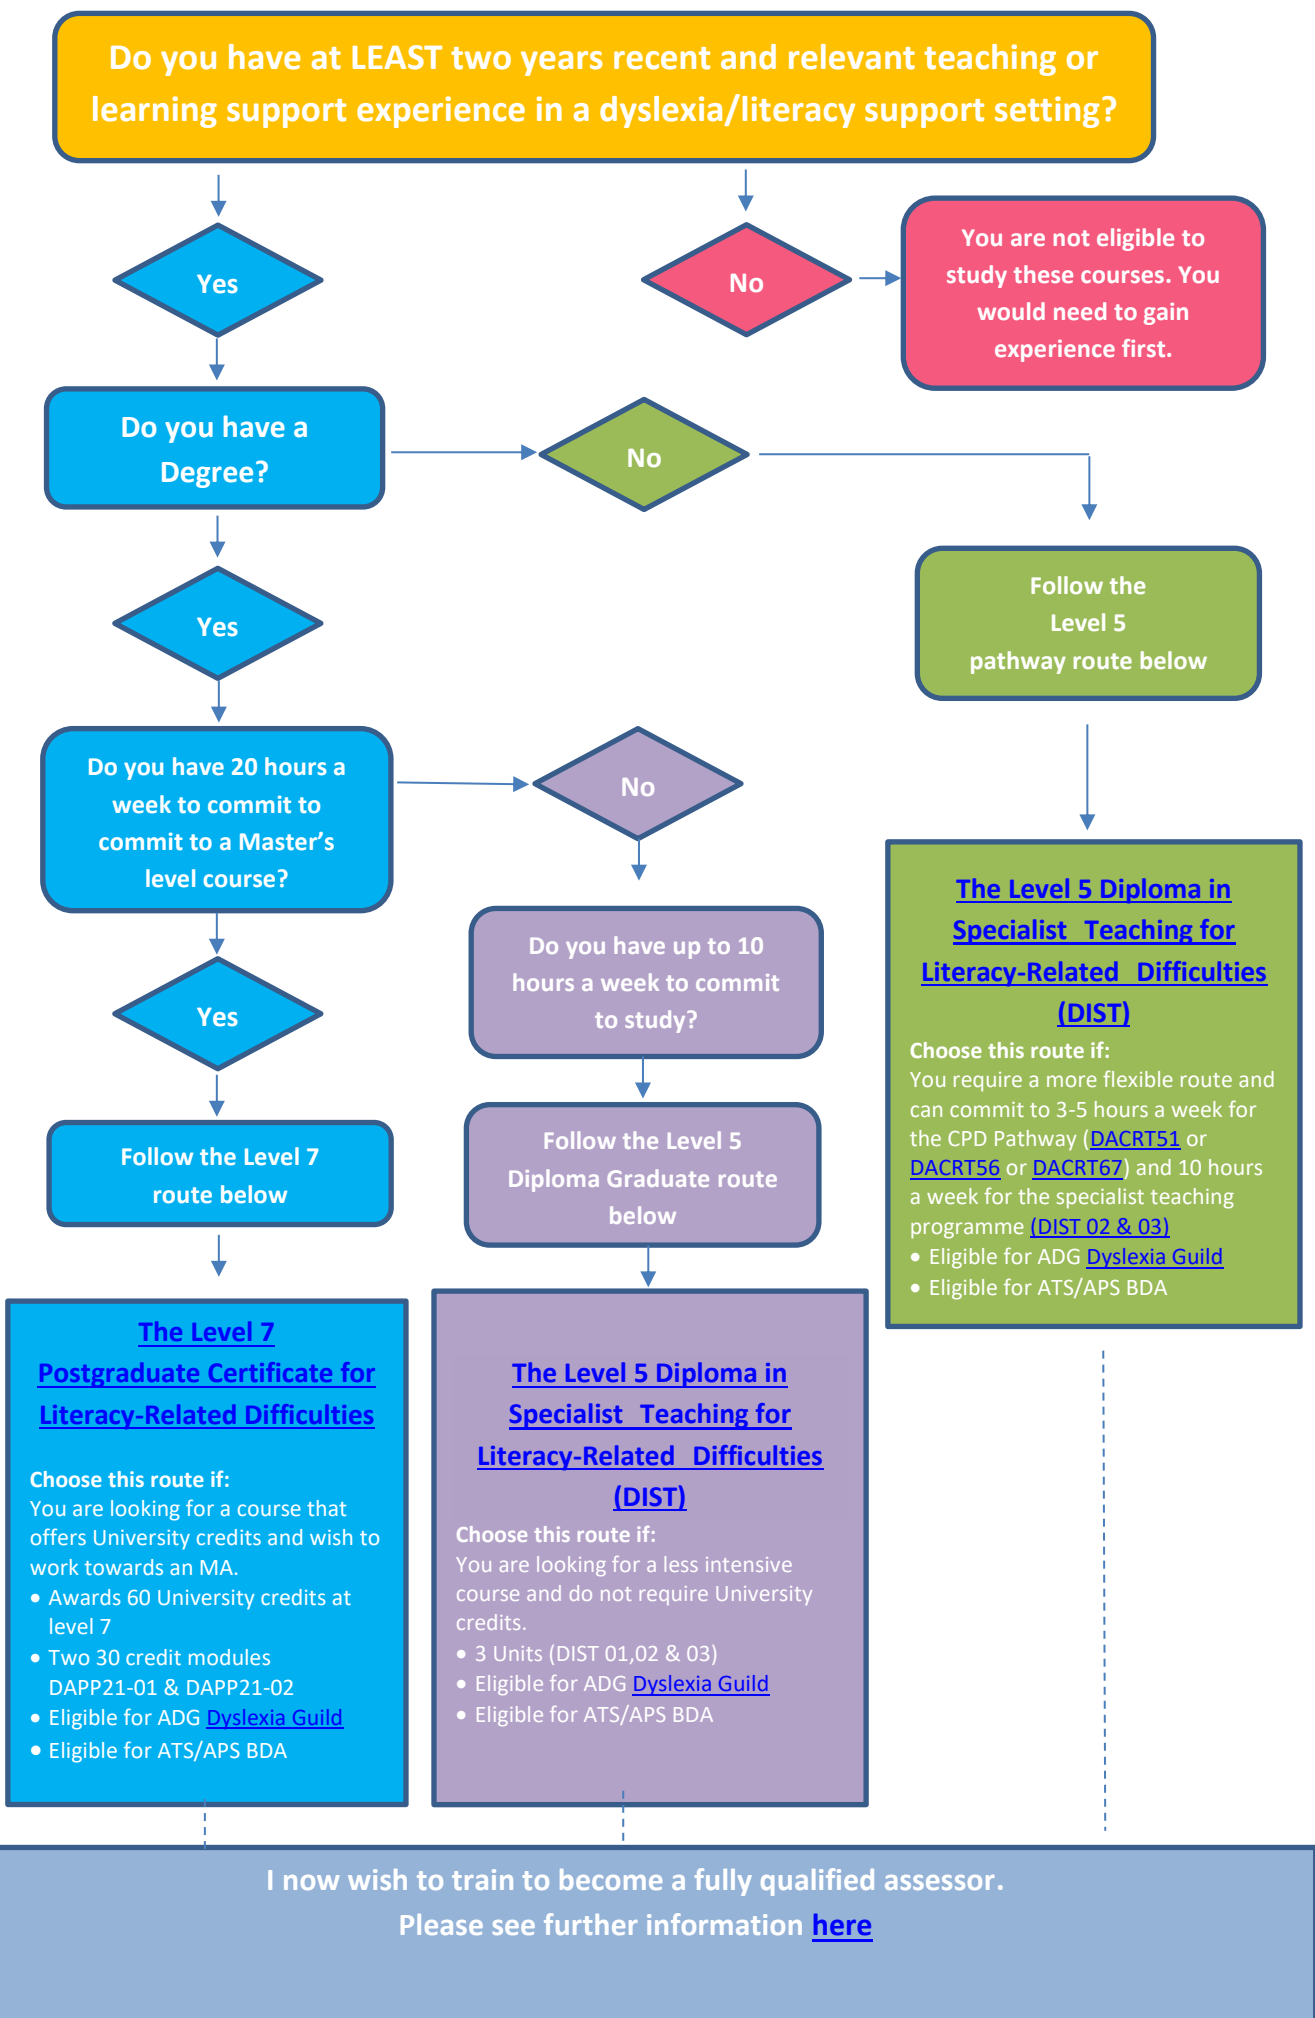 Do you have at LEAST two years recent and relevant teaching or
learning support experience in a dyslexia/literacy support setting?
Yes
No
You are not eligible to
study these courses. You
would need to gain
experience first.
Do you have a
Degree?
No
Follow the
Level 5
pathway route below
Yes
Do you have 20 hours a
week to commit to
commit to a Master's
level course?
No
Do you have up to 10
hours a week to commit
to study?
Yes
Follow the Level 7
route below
Follow the Level 5
Diploma Graduate route
below
The Level 5 Diploma in
Specialist Teaching for
Literacy-Related Difficulties
(DIST)
Choose this route if:
You require a more flexible route and
can commit to 3-5 hours a week for
the CPD Pathway (DACRT51 or
DACRT56 or DACRT67) and 10 hours
a week for the specialist teaching
programme (DIST 02 & 03)
• Eligible for ADG Dyslexia Guild
• Eligible for ATS/APS BDA
The Level 7
Postgraduate Certificate for
Literacy-Related Difficulties
Choose this route if:
You are looking for a course that
offers University credits and wish to
work towards an MA.
• Awards 60 University credits at
level 7
• Two 30 credit modules
DAPP21-01 & DAPP21-02
• Eligible for ADG Dyslexia Guild
• Eligible for ATS/APS BDA
The Level 5 Diploma in
Specialist Teaching for
Literacy-Related Difficulties
(DIST)
Choose this route if:
You are looking for a less intensive
course and do not require University
credits.
• 3 Units (DIST 01,02 & 03)
• Eligible for ADG Dyslexia Guild
• Eligible for ATS/APS BDA
I now wish to train to become a fully qualified assessor.
Please see further information here